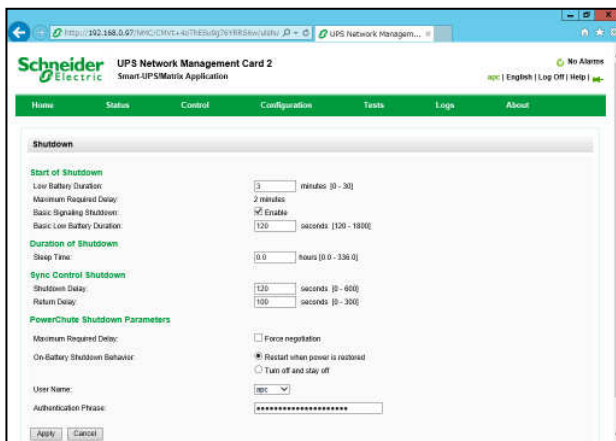 http://192.168.0.97/NMC/
UPS Network Managem...
Schneider Electric
UPS Network Management Card 2
Smart-UPS/Matrix Application
No Alarms
apc | English | Log Off | Help |
Home Status Control Configuration Tests Logs About
Shutdown
Start of Shutdown
Low Battery Duration: 3 minutes [0 - 30]
Maximum Required Delay: 2 minutes
Basic Signaling Shutdown: Enable
Basic Low Battery Duration: 120 seconds [120 - 1800]
Duration of Shutdown
Sleep Time: 0.0 hours [0.0 - 336.0]
Sync Control Shutdown
Shutdown Delay: 120 seconds [0 - 600]
Return Delay: 100 seconds [0 - 300]
PowerChute Shutdown Parameters
Maximum Required Delay: Force negotiation
On-Battery Shutdown Behavior: Restart when power is restored
Turn off and stay off
User Name: apc
Authentication Phrase:
Apply Cancel